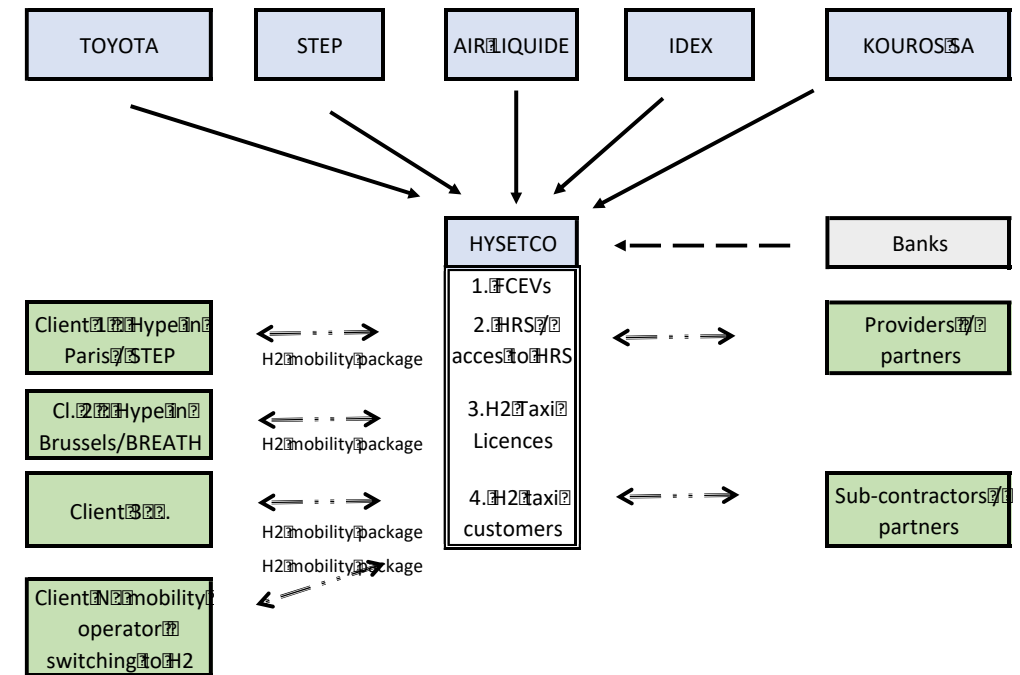 TOYOTA
STEP
AIR LIQUIDE
IDEX
KOUROS SA
HYSETCO
Banks
1. FCEVs
2. HRS /
acces to HRS
3.H2 Taxi
Licences
4. H2 taxi
customers
Client 1 Hype in
Paris / STEP
H2 mobility package
Cl. 2 Hype in
Brussels/BREATH
H2 mobility package
Client 3 .
H2 mobility package
H2 mobility package
Client N mobility
operator
switching to H2
Providers /
partners
Sub-contractors /
partners